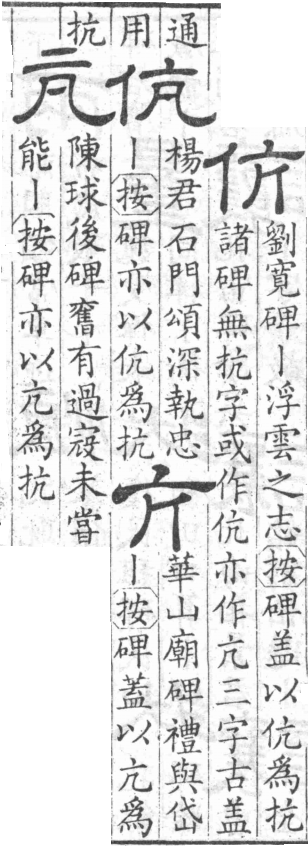 伉
劉寬碑丨浮雲之志按碑盖以伉爲抗
諸碑無抗字或作伉亦作亢三字古盖
通
用
伉
楊君石門頌深執忠
丨按碑亦以伉爲抗
亢
華山廟碑禮與岱
丨按碑蓋以亢爲
抗
亢
陳球後碑奮有過寇未嘗
能丨按碑亦以亢爲抗